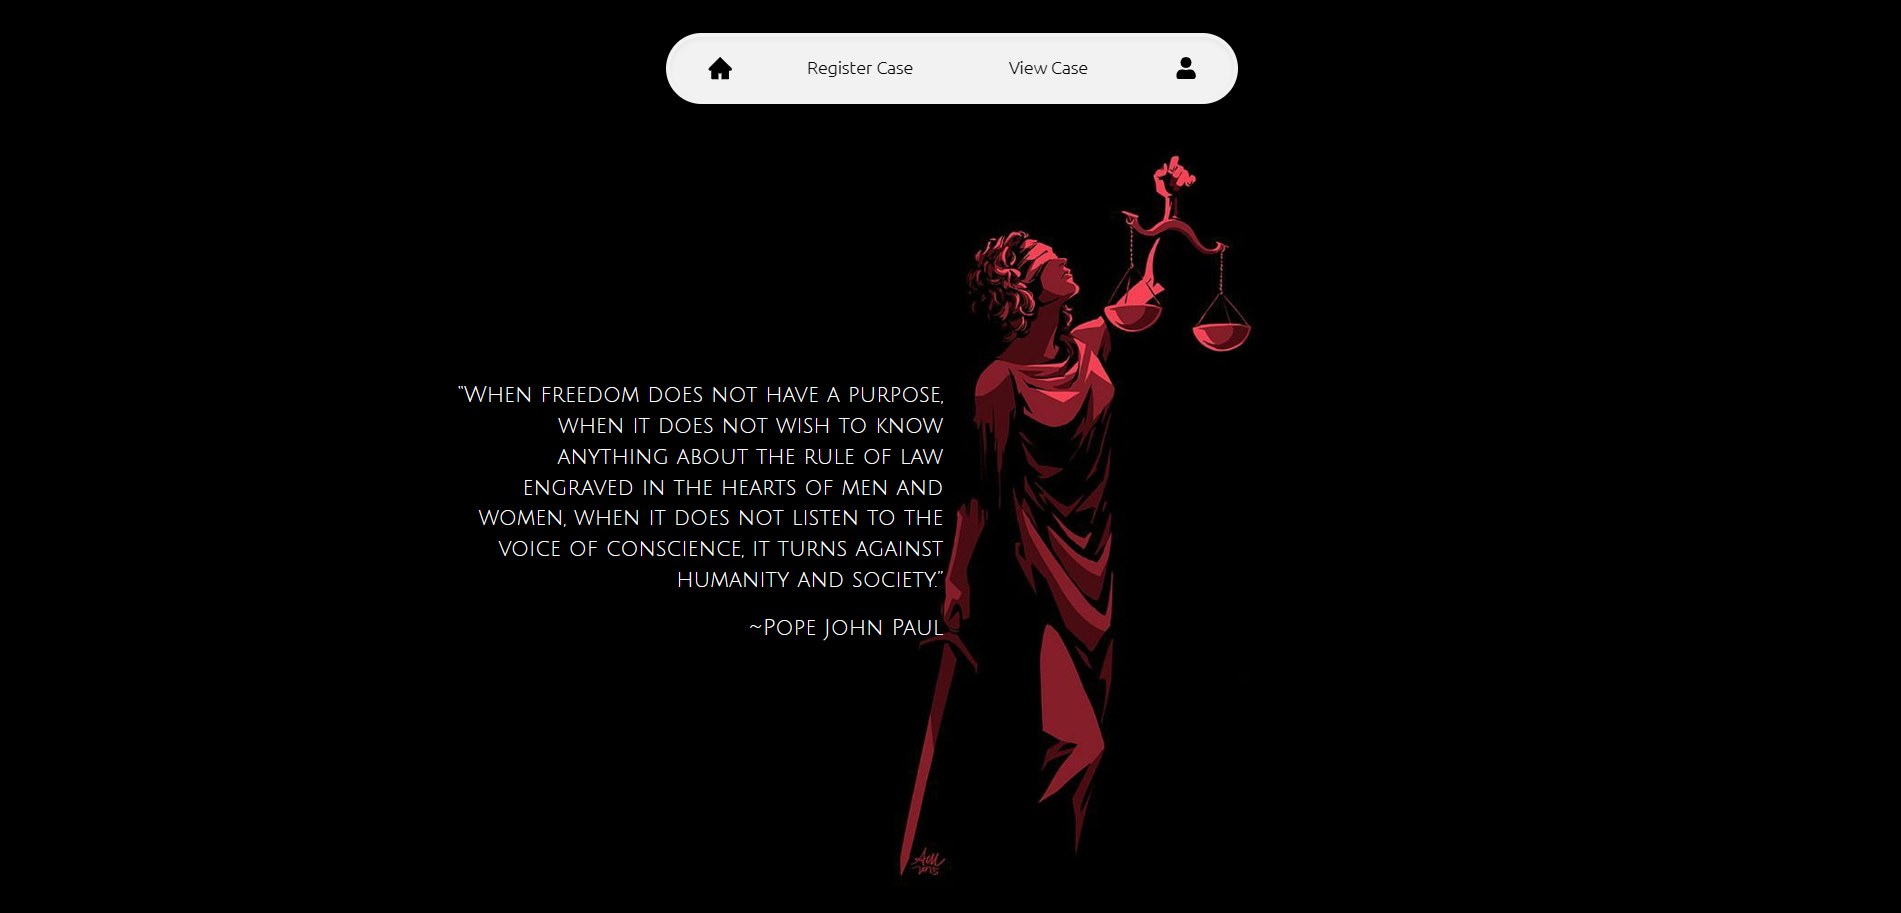 Register Case View Case
“When freedom does not have a purpose,
when it does not wish to know
anything about the rule of law
engraved in the hearts of men and
women, when it does not listen to the
voice of conscience, it turns against
humanity and society.”
~Pope John Paul